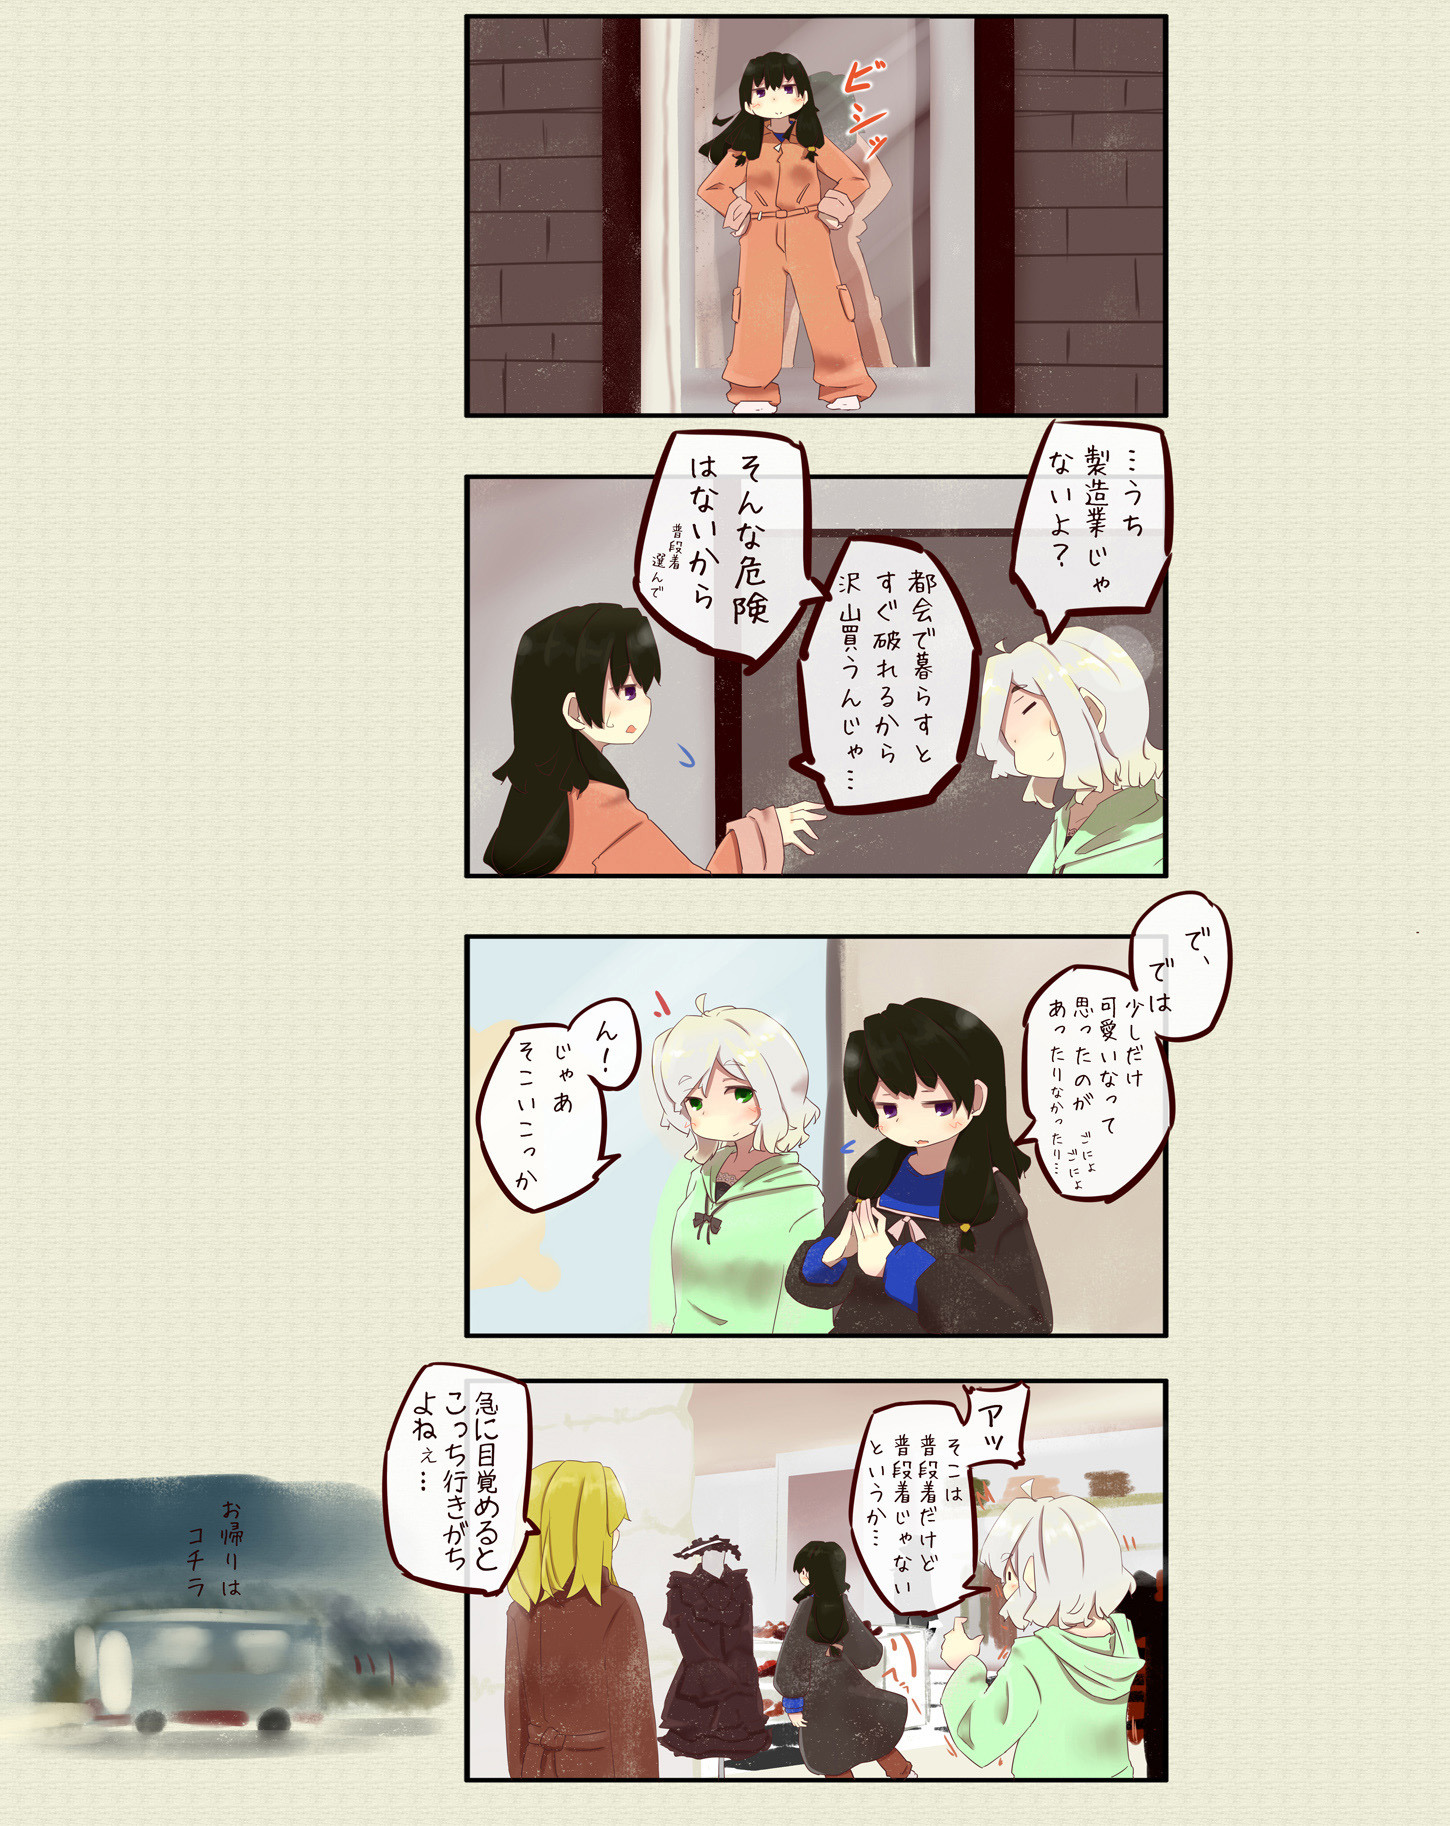 ビシッ
…うち
製造業じゃ
ないよ？
都会で暮らすと
すぐ破れるから
沢山買うんじゃ…
そんな危険
はないから
普段着
選んで
で、
では
少しだけ
可愛いなって
思ったのが
あったりなかったり…
ん！
じゃあ
そこいこっか
アッ
そこは
普段着だけど
普段着じゃない
というか…
急に目覚めると
こっち行きがち
よねぇ…
お帰りは
コチラ